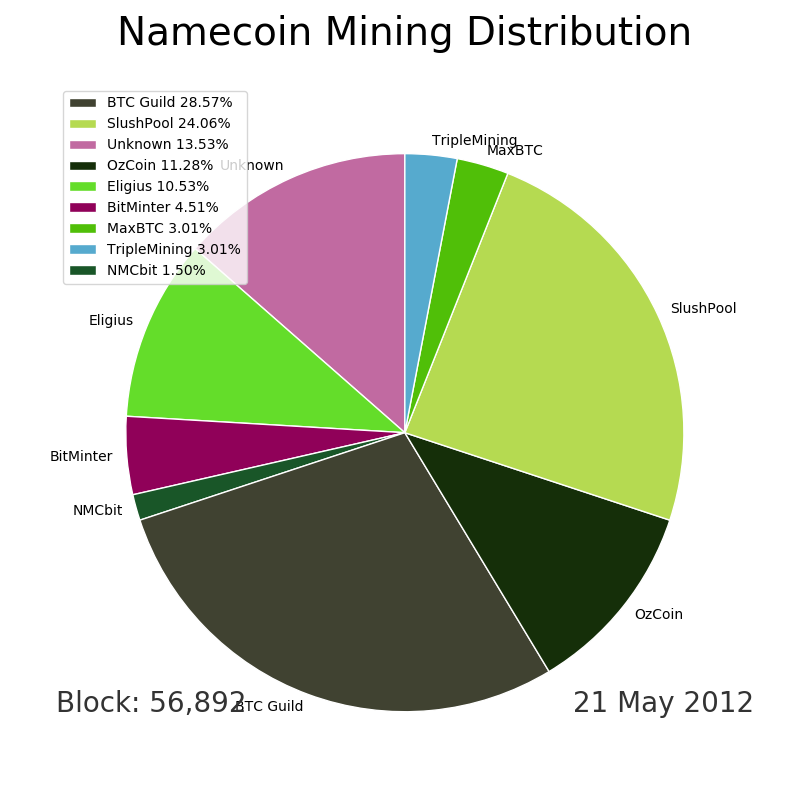 Namecoin Mining Distribution
BTC Guild 28.57%
SlushPool 24.06%
Unknown 13.53%
OzCoin 11.28%
Eligius 10.53%
BitMinter 4.51%
MaxBTC 3.01%
TripleMining 3.01%
NMCbit 1.50%
TripleMining
MaxBTC
Unknown
SlushPool
Eligius
BitMinter
NMCbit
OzCoin
BTC Guild
Block: 56,892
21 May 2012